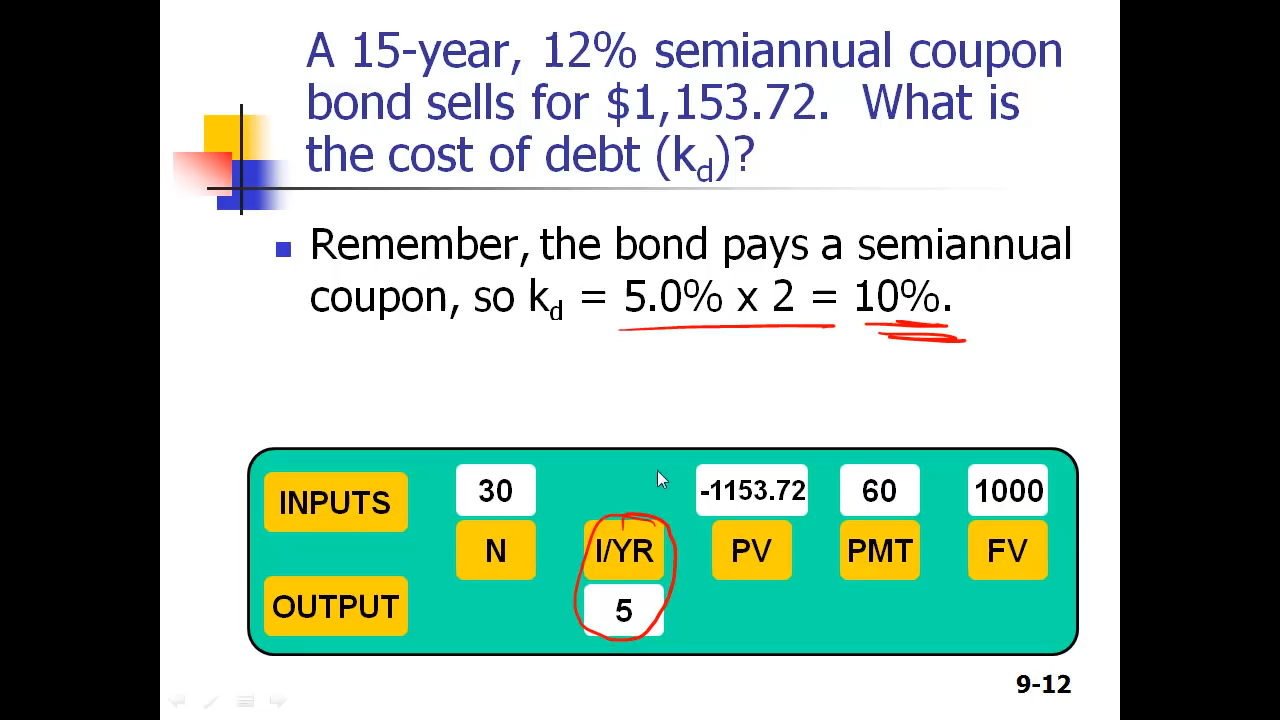 A 15-year, 12% semiannual coupon
bond sells for $1,153.72. What is
the cost of debt (kd)?
Remember, the bond pays a semiannual
coupon, so kd = 5.0% x 2 = 10%.
INPUTS 30 -1153.72 60 1000
N I/YR PV PMT FV
OUTPUT 5
9-12